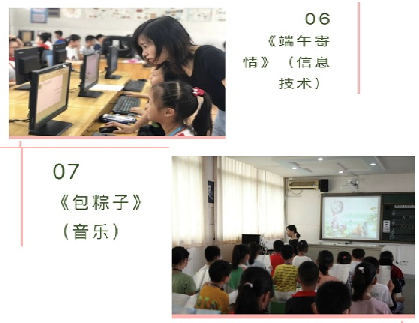 06
《端午寄
情》（信息
技术）
07
《包粽子》
（音乐）